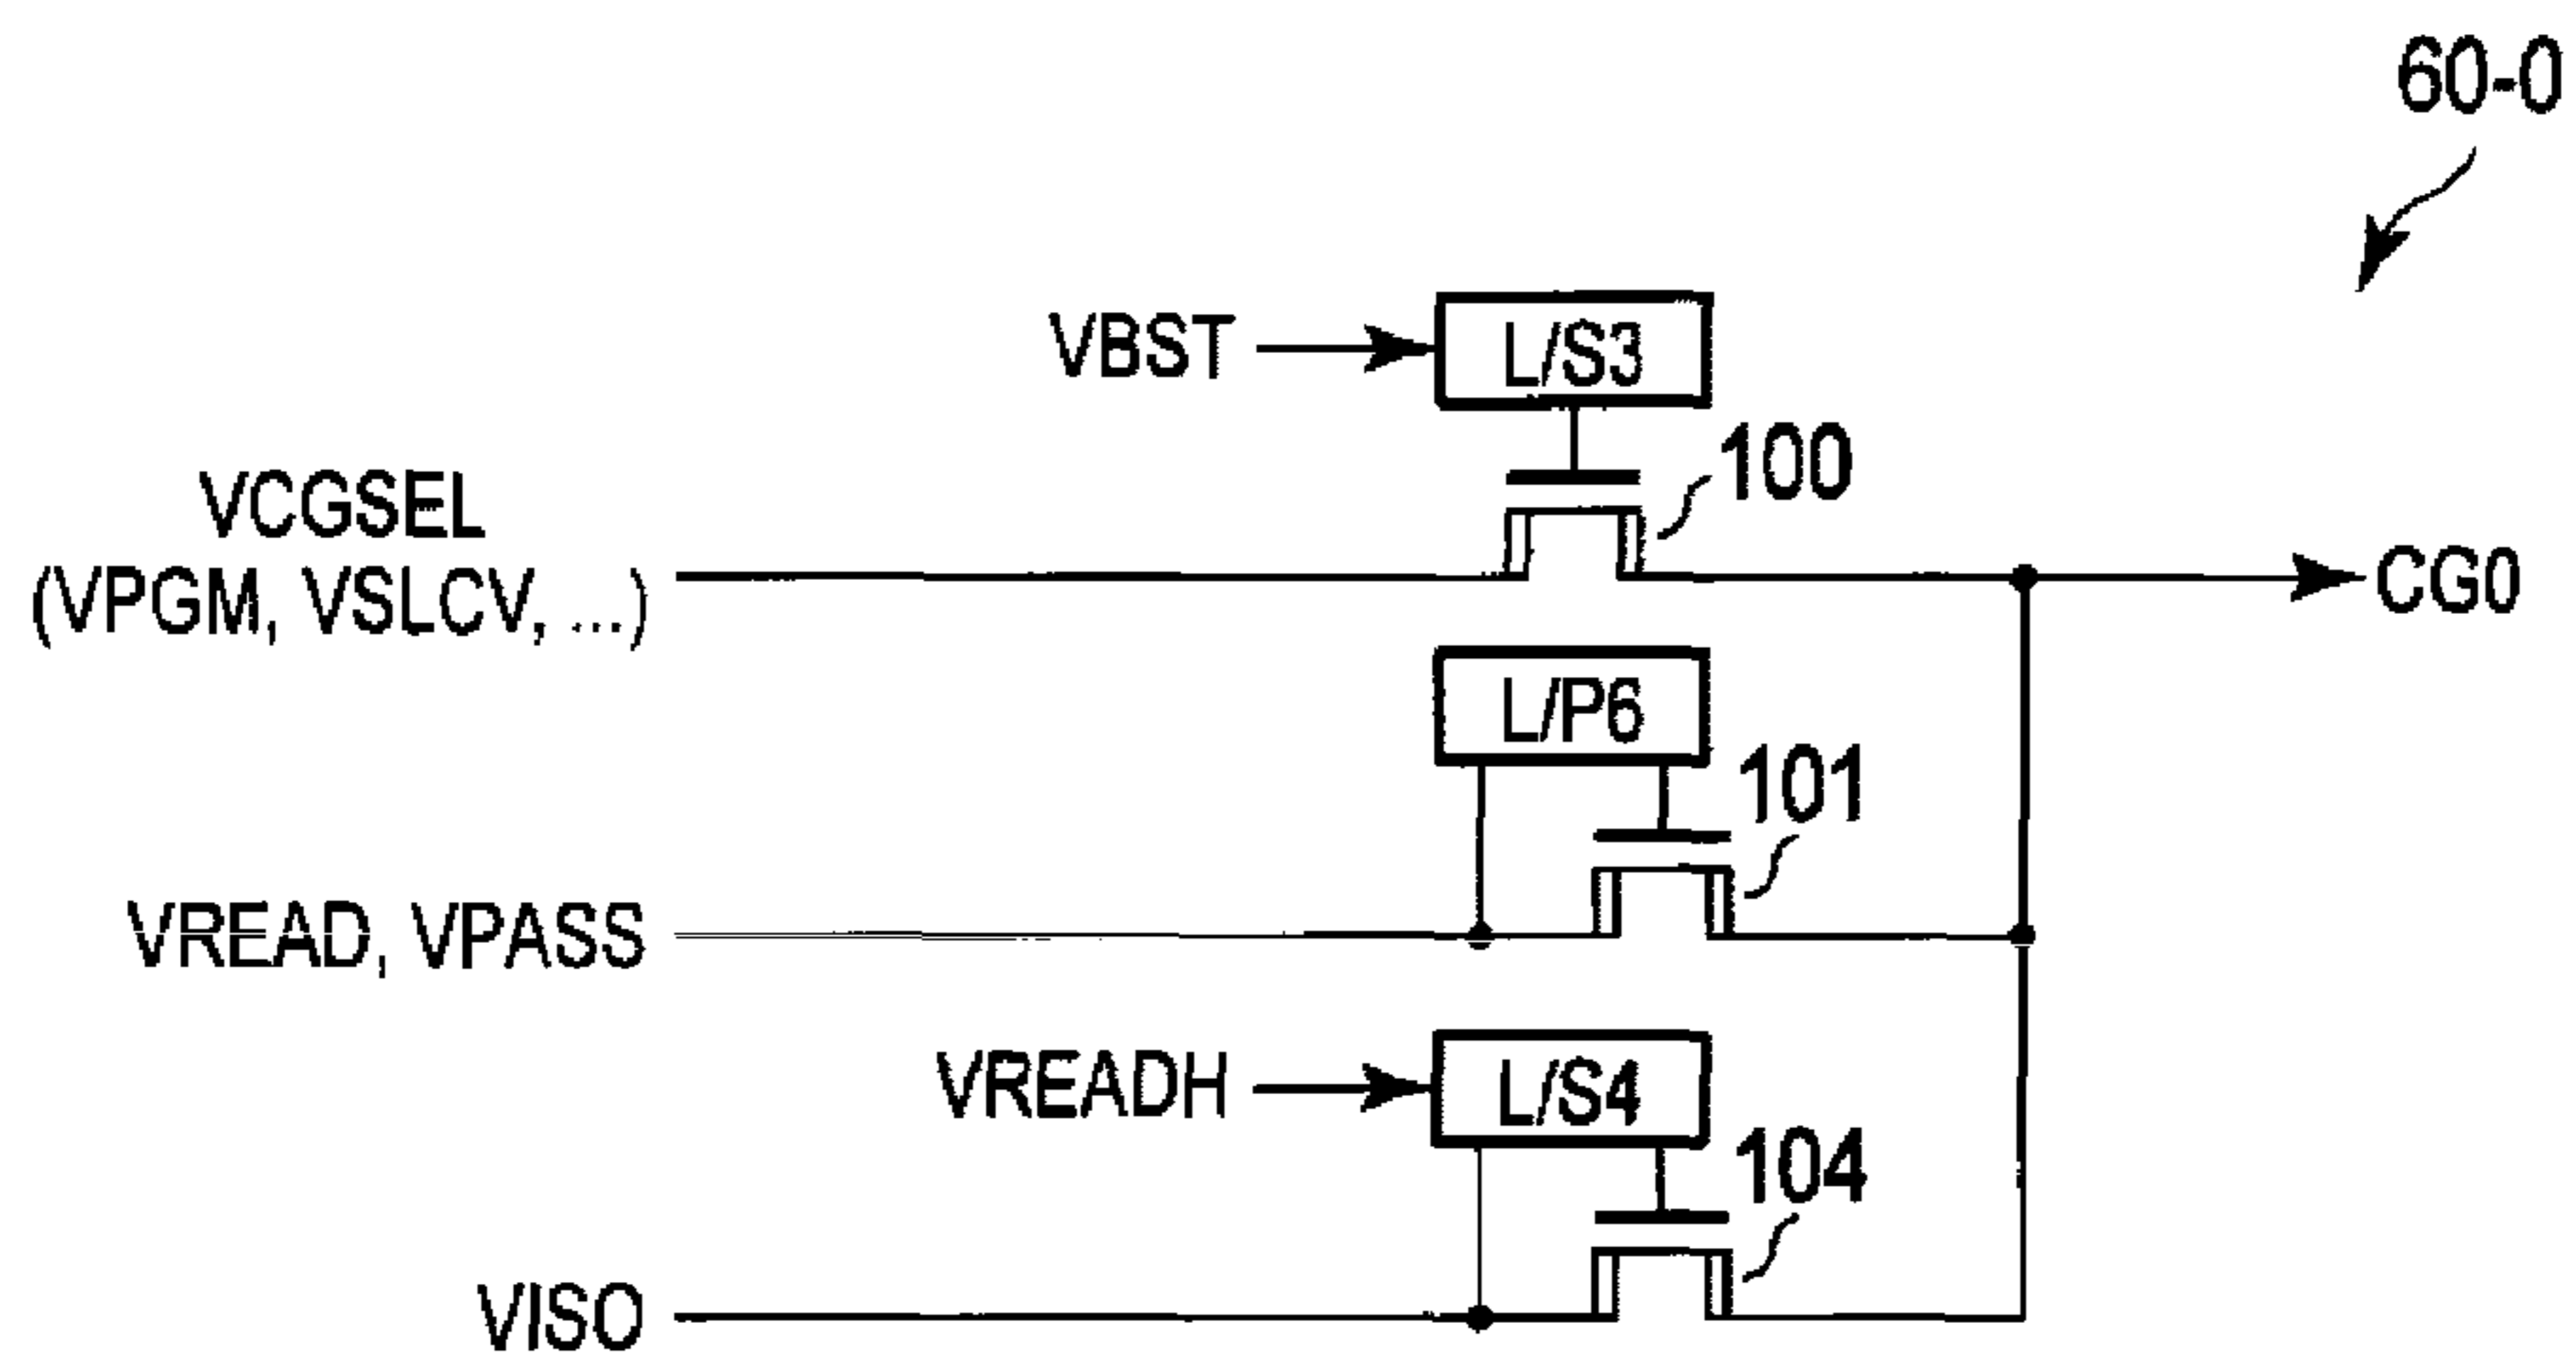 60-0
VBST
L/S3
100
VCGSEL
(VPGM, VSLCV, ...)
CG0
L/P6
101
VREAD, VPASS
VREADH
L/S4
104
VISO